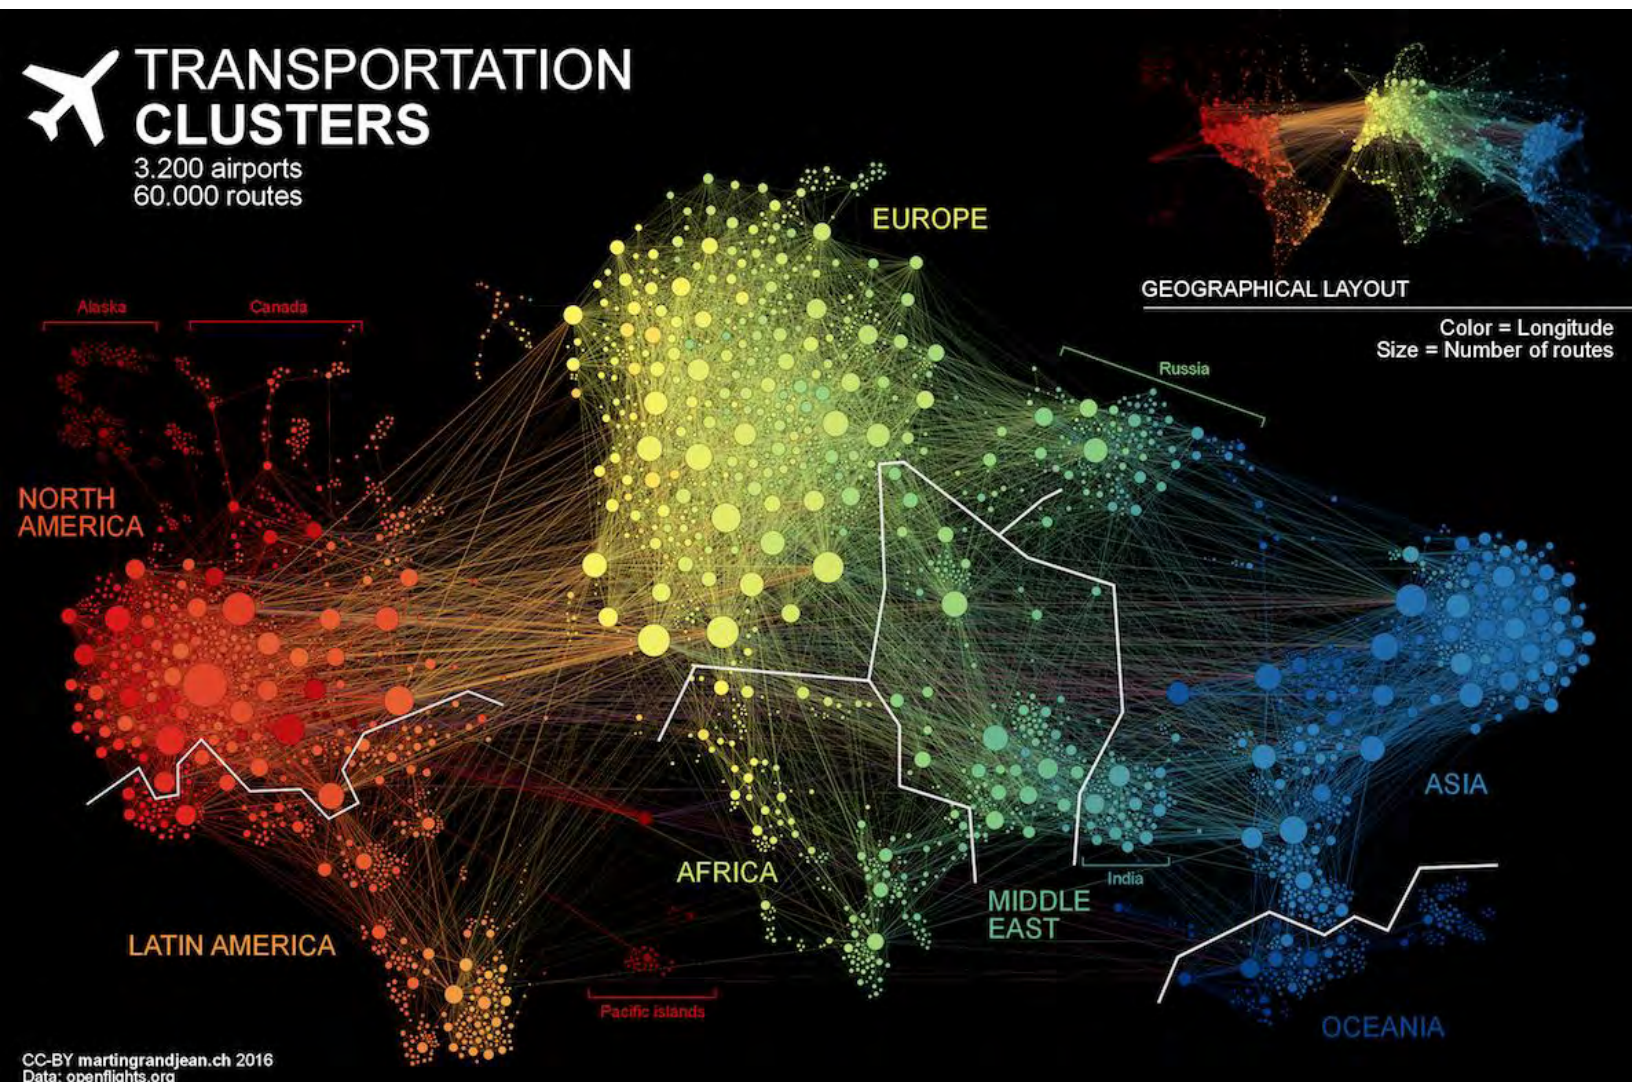 TRANSPORTATION
CLUSTERS
3.200 airports
60.000 routes
EUROPE
GEOGRAPHICAL LAYOUT
Color = Longitude
Size = Number of routes
Alaska
Canada
Russia
NORTH
AMERICA
ASIA
AFRICA
India
MIDDLE
EAST
LATIN AMERICA
Pacific islands
OCEANIA
CC-BY martingrandjean.ch 2016
Data: openflights.org